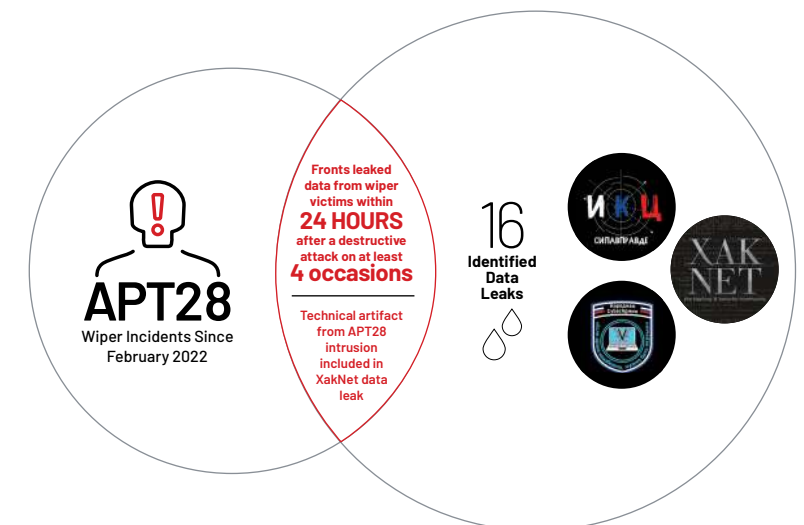 APT28
Wiper Incidents Since
February 2022
Fronts leaked
data from wiper
victims within
24 HOURS
after a destructive
attack on at least
4 occasions
Technical artifact
from APT28
intrusion
included in
XakNet data
leak
16
Identified
Data
Leaks
И К Ц
СИЛАВПРАВДЕ
XAK
NET